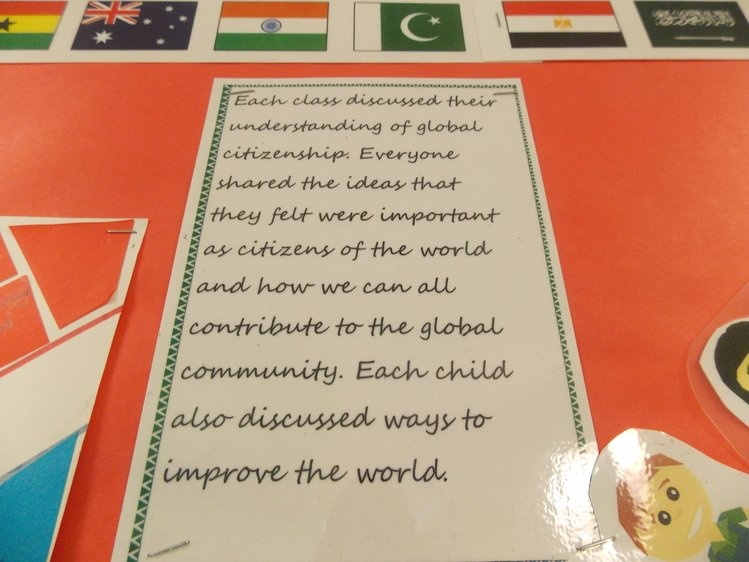 Each class discussed their
understanding of global
citizenship. Everyone
shared the ideas that
they felt were important
as citizens of the world
and how we can all
contribute to the global
community. Each child
also discussed ways to
improve the world.